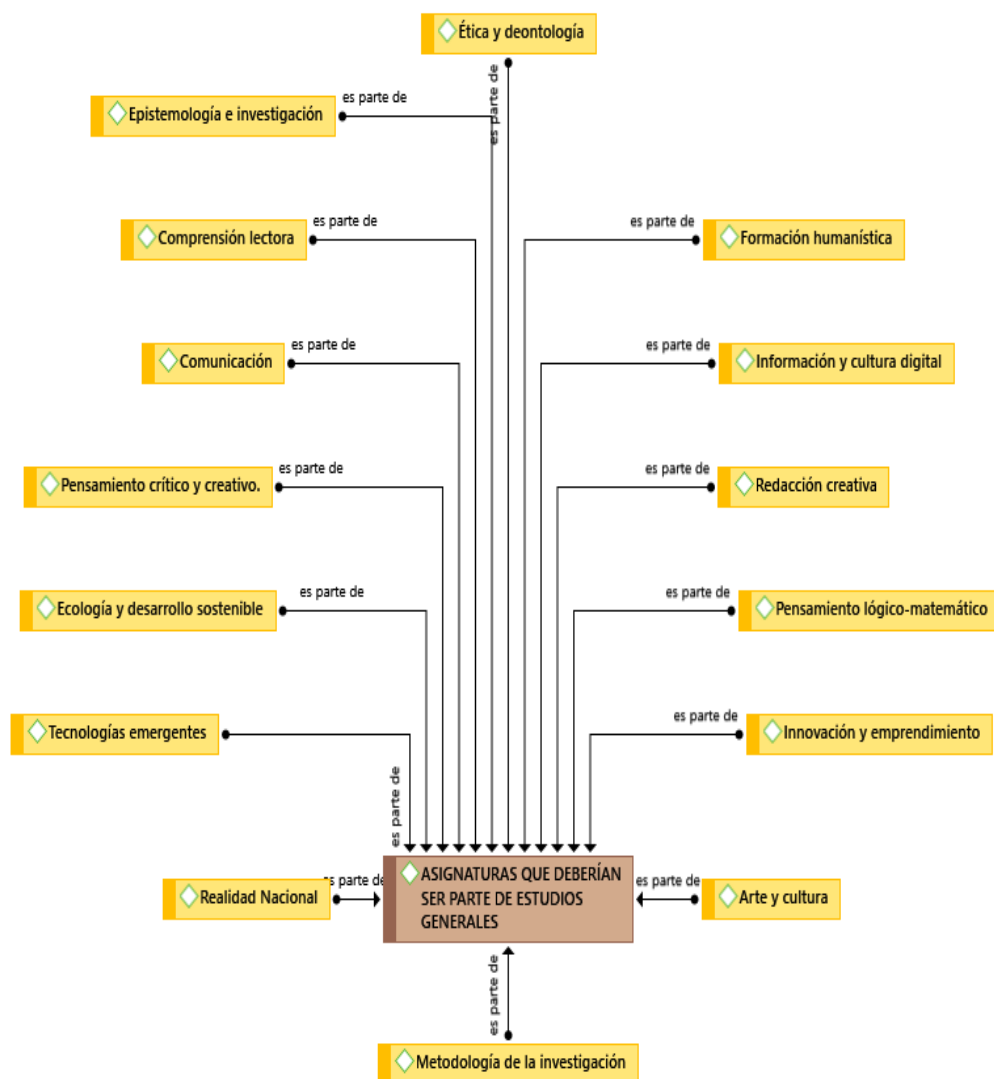 Ética y deontología
es parte de
es parte de
Epistemología e investigación
es parte de
Comprensión lectora
es parte de
Formación humanística
es parte de
Comunicación
es parte de
Información y cultura digital
es parte de
Pensamiento crítico y creativo.
es parte de
Redacción creativa
es parte de
Ecología y desarrollo sostenible
es parte de
Pensamiento lógico-matemático
es parte de
Tecnologías emergentes
es parte de
Innovación y emprendimiento
es parte de
ASIGNATURAS QUE DEBERÍAN
SER PARTE DE ESTUDIOS
GENERALES
Realidad Nacional
es parte de
es parte de
Arte y cultura
es parte de
Metodología de la investigación